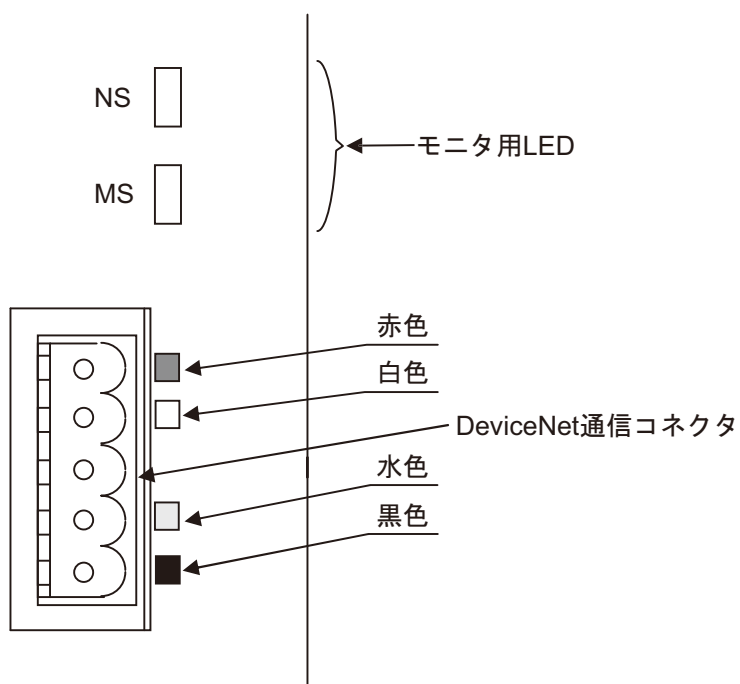 NS
モニタ用LED
MS
赤色
白色
DeviceNet通信コネクタ
水色
黒色